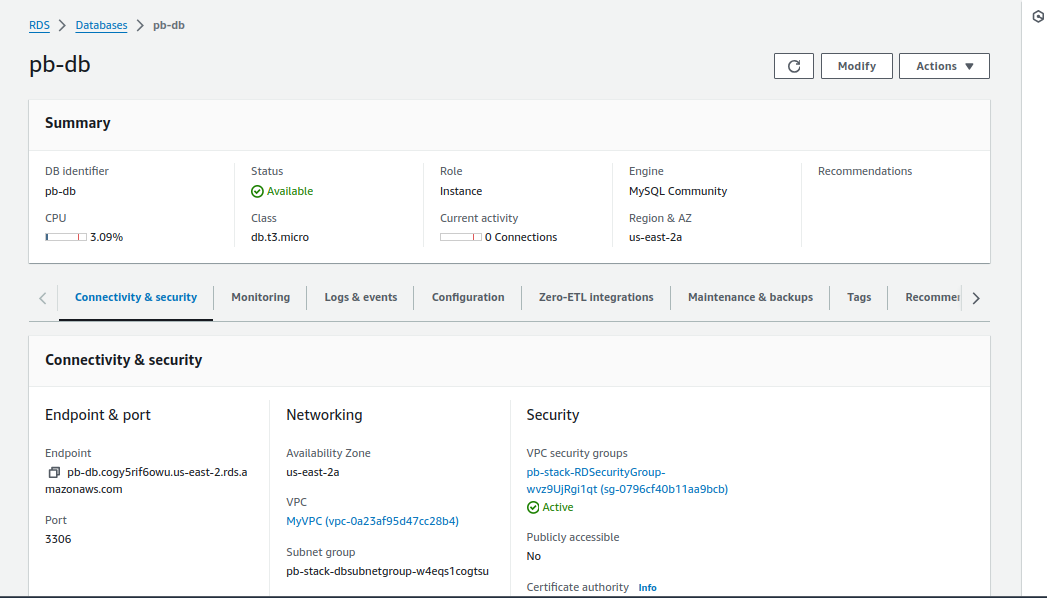 RDS > Databases > pb-db
pb-db
Modify
Actions
Summary
DB identifier
pb-db
Status
Available
Role
Instance
Engine
MySQL Community
Recommendations
CPU
3.09%
Class
db.t3.micro
Current activity
0 Connections
Region & AZ
us-east-2a
Connectivity & security
Monitoring
Logs & events
Configuration
Zero-ETL integrations
Maintenance & backups
Tags
Recommen
Connectivity & security
Endpoint & port
Endpoint
pb-db.cogy5rif6owu.us-east-2.rds.a
mazonaws.com
Port
3306
Networking
Availability Zone
us-east-2a
VPC
MyVPC (vpc-0a23af95d47cc28b4)
Subnet group
pb-stack-dbsubnetgroup-w4eqs1cogtsu
Security
VPC security groups
pb-stack-RDSecurityGroup-
wvz9UjRgi1qt (sg-0796cf40b11aa9bcb)
Active
Publicly accessible
No
Certificate authority Info